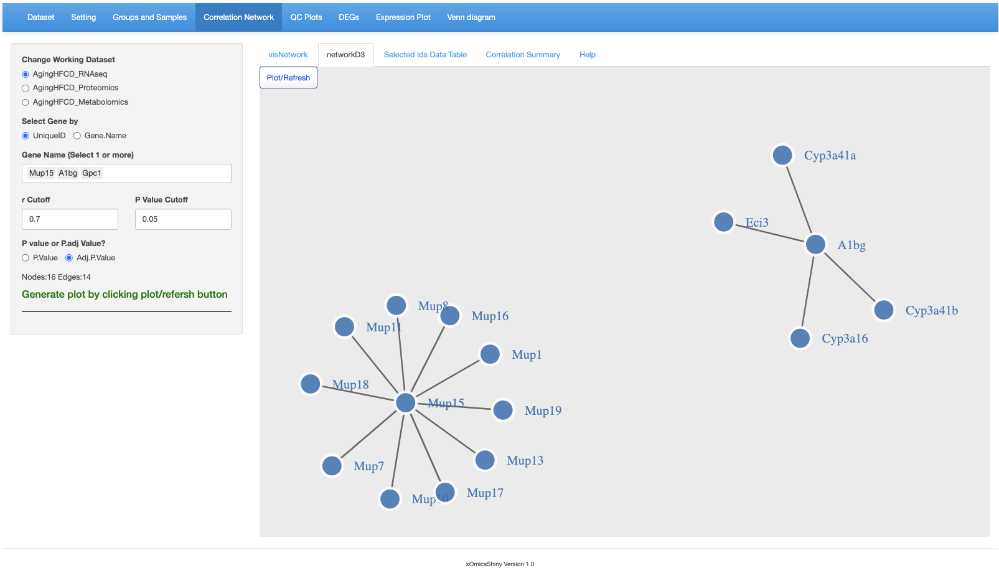 Dataset Setting Groups and Samples Correlation Network QC Plots DEGs Expression Plot Venn diagram
Change Working Dataset
AgingHFCD_RNAseq
AgingHFCD_Proteomics
AgingHFCD_Metabolomics
Select Gene by
UniqueID Gene.Name
Gene Name (Select 1 or more)
Mup15 A1bg Gpc1
r Cutoff P Value Cutoff
0.7 0.05
P value or P.adj Value?
P.Value Adj.P.Value
Nodes:16 Edges:14
Generate plot by clicking plot/refersh button
visNetwork networkD3 Selected Ids Data Table Correlation Summary Help
Plot/Refresh
Cyp3a41a
Eci3
A1bg
Cyp3a41b
Cyp3a16
Mup8
Mup16
Mup11
Mup1
Mup18
Mup15
Mup19
Mup13
Mup7
Mup17
Mup10
xOmicsShiny Version 1.0